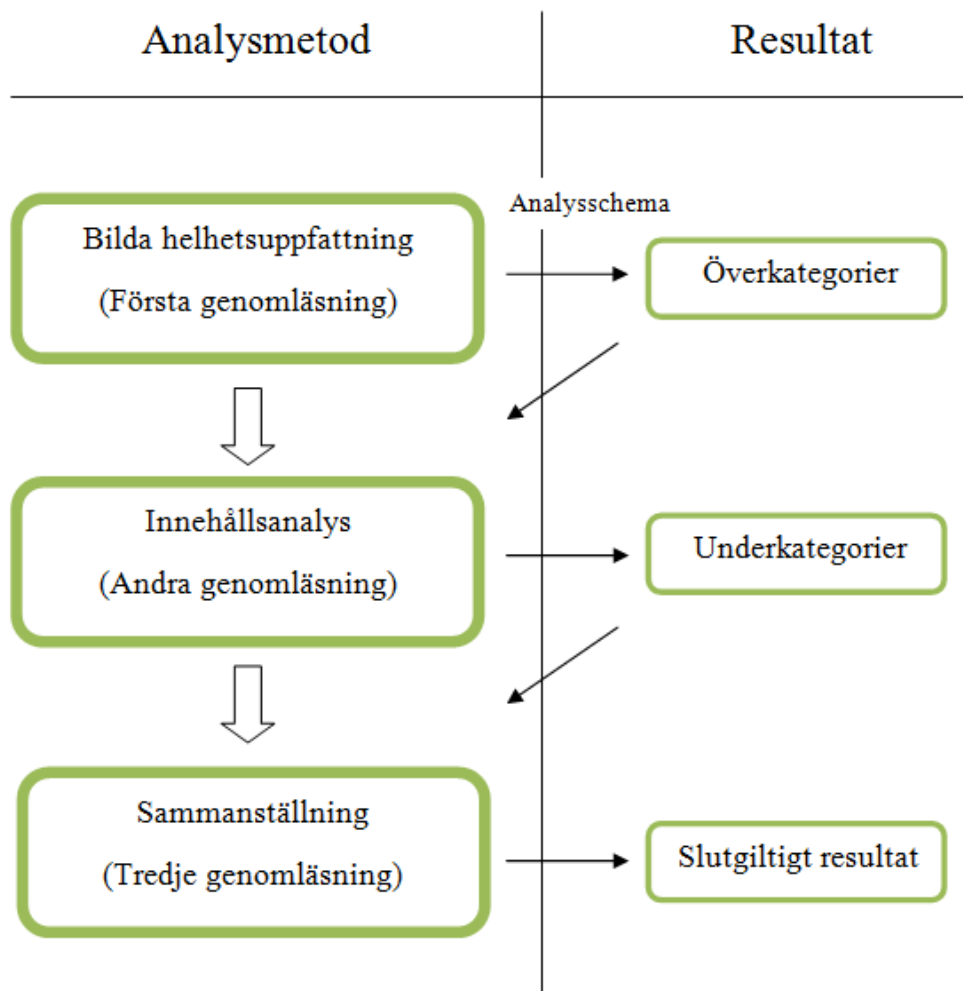 Analysmetod
Resultat
Bilda helhetsuppfattning
(Första genomläsning)
Analysschema
Överkategorier
Innehållsanalys
(Andra genomläsning)
Underkategorier
Sammanställning
(Tredje genomläsning)
Slutgiltigt resultat